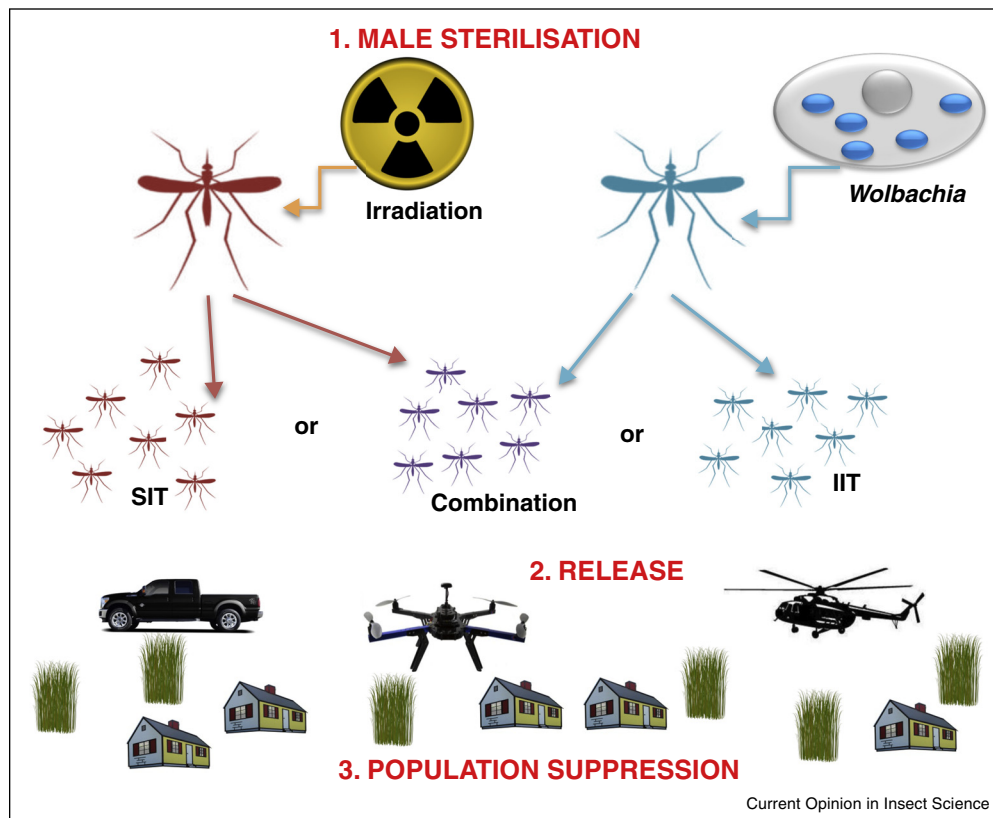 1. MALE STERILISATION
Irradiation
Wolbachia
SIT
or
Combination
or
IIT
2. RELEASE
3. POPULATION SUPPRESSION
Current Opinion in Insect Science